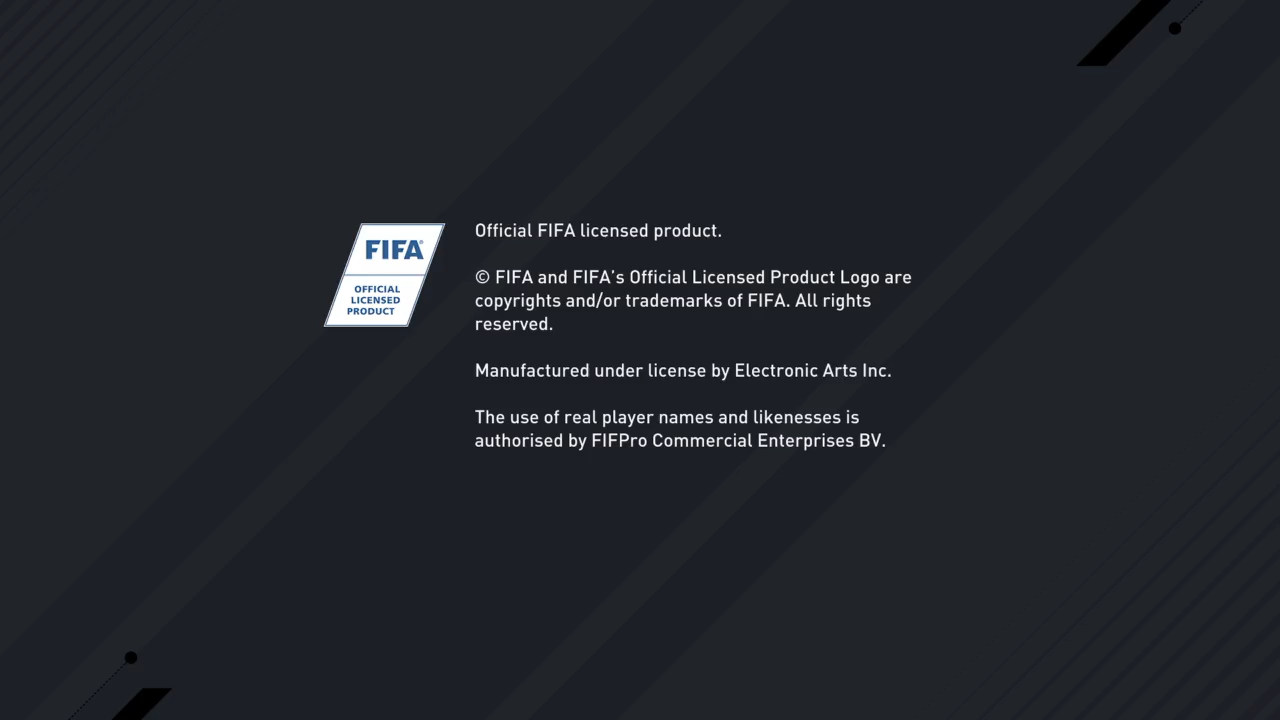 FIFA
OFFICIAL
LICENSED
PRODUCT
Official FIFA licensed product.
© FIFA and FIFA's Official Licensed Product Logo are
copyrights and/or trademarks of FIFA. All rights
reserved.
Manufactured under license by Electronic Arts Inc.
The use of real player names and likenesses is
authorised by FIFPro Commercial Enterprises BV.